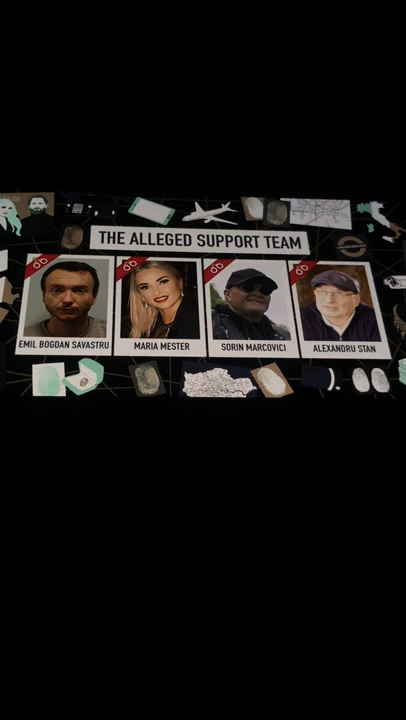 THE ALLEGED SUPPORT TEAM
EMIL BOGDAN SAVASTRU
MARIA MESTER
SORIN MARCOVICI
ALEXANDRU STAN